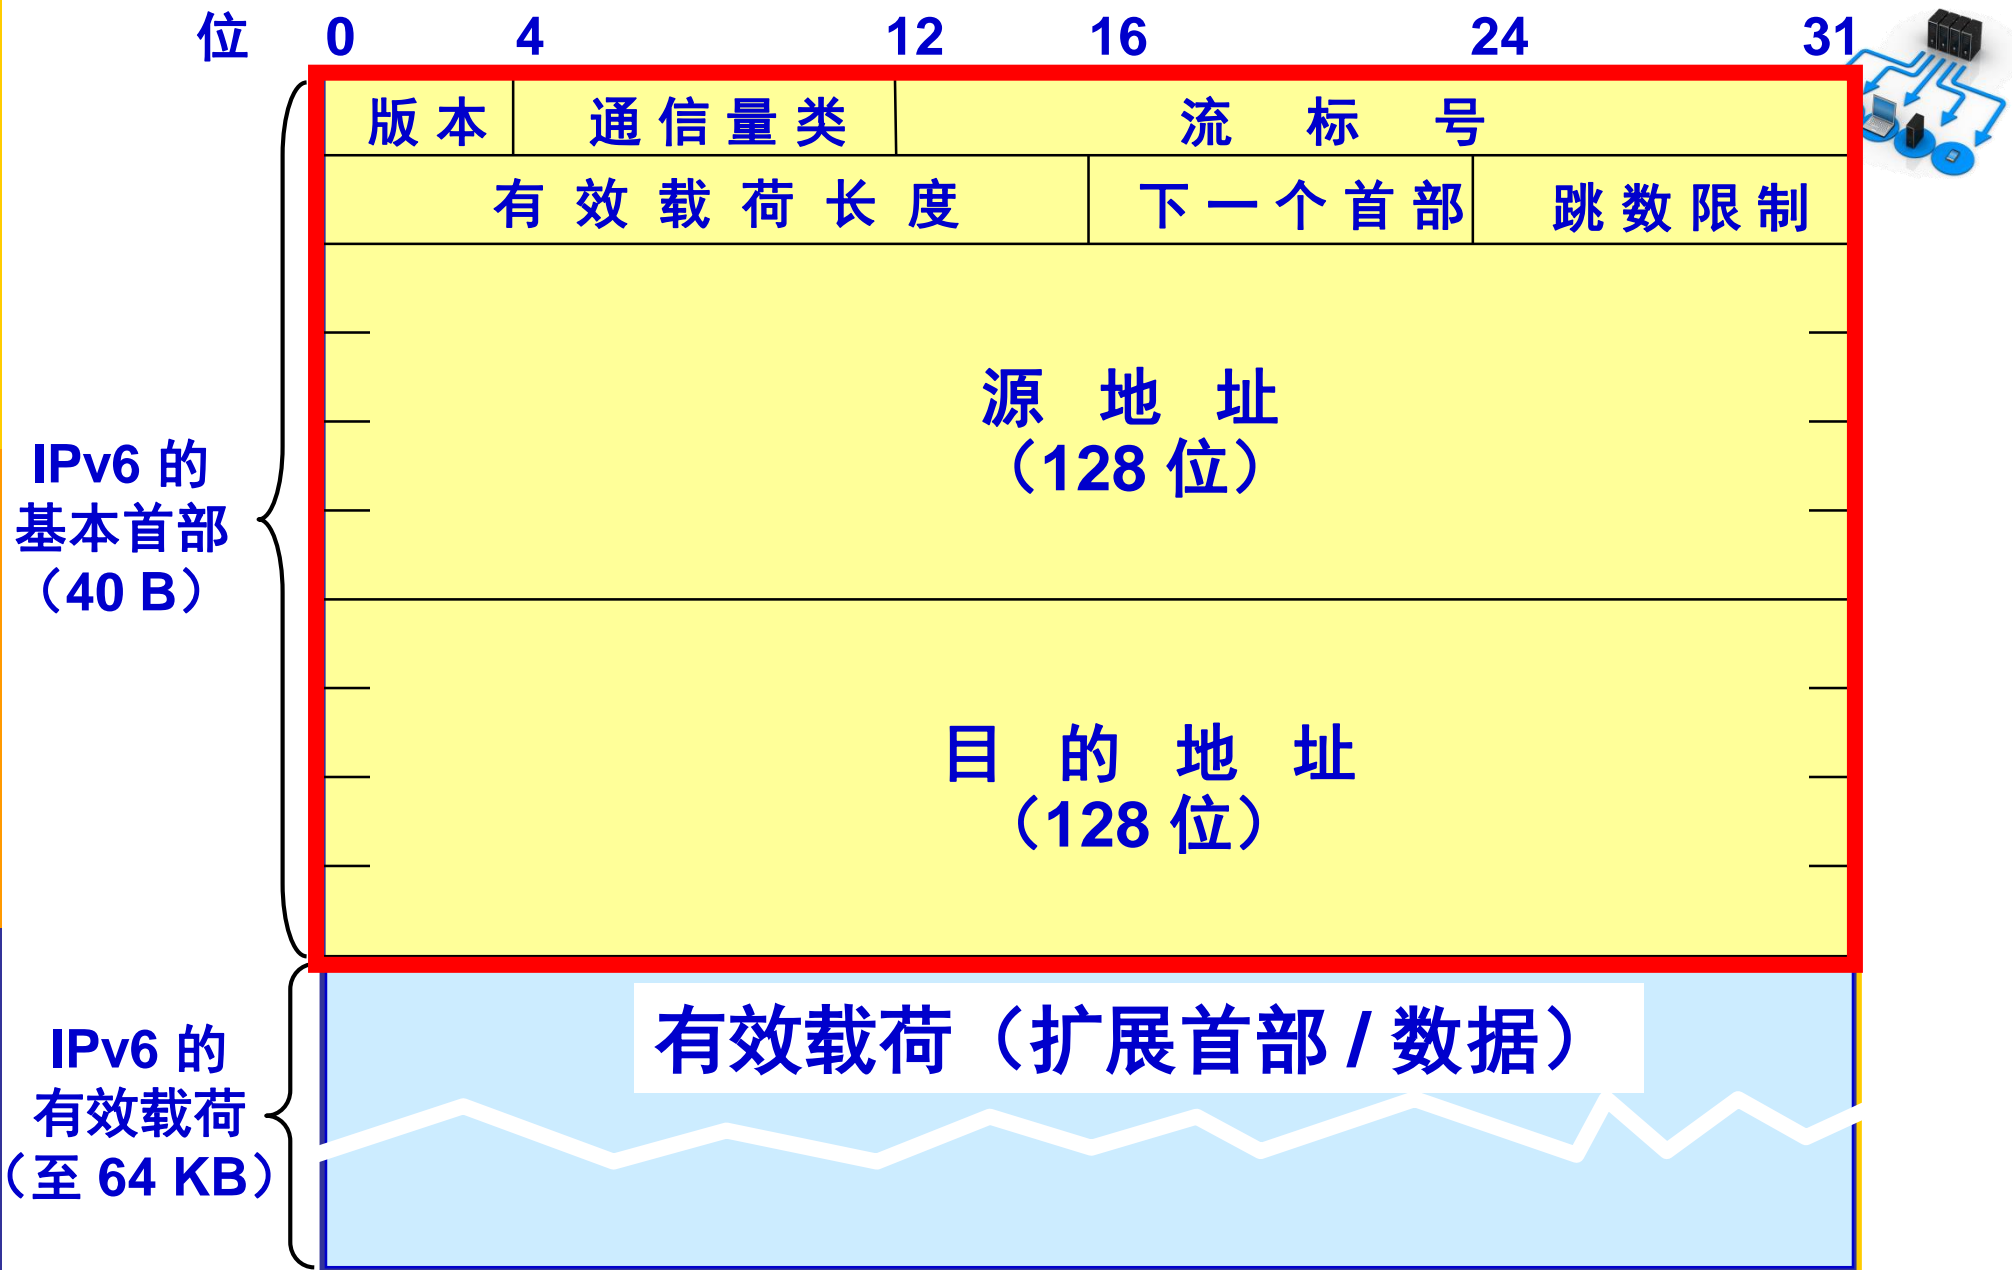 位 0 4 12 16 24 31
版本 通信量类 流标号
有效载荷长度 下一个首部 跳数限制
源地址
（128 位）
IPv6 的
基本首部
（40 B）
目的地址
（128 位）
有效载荷（扩展首部 / 数据）
IPv6 的
有效载荷
（至 64 KB）